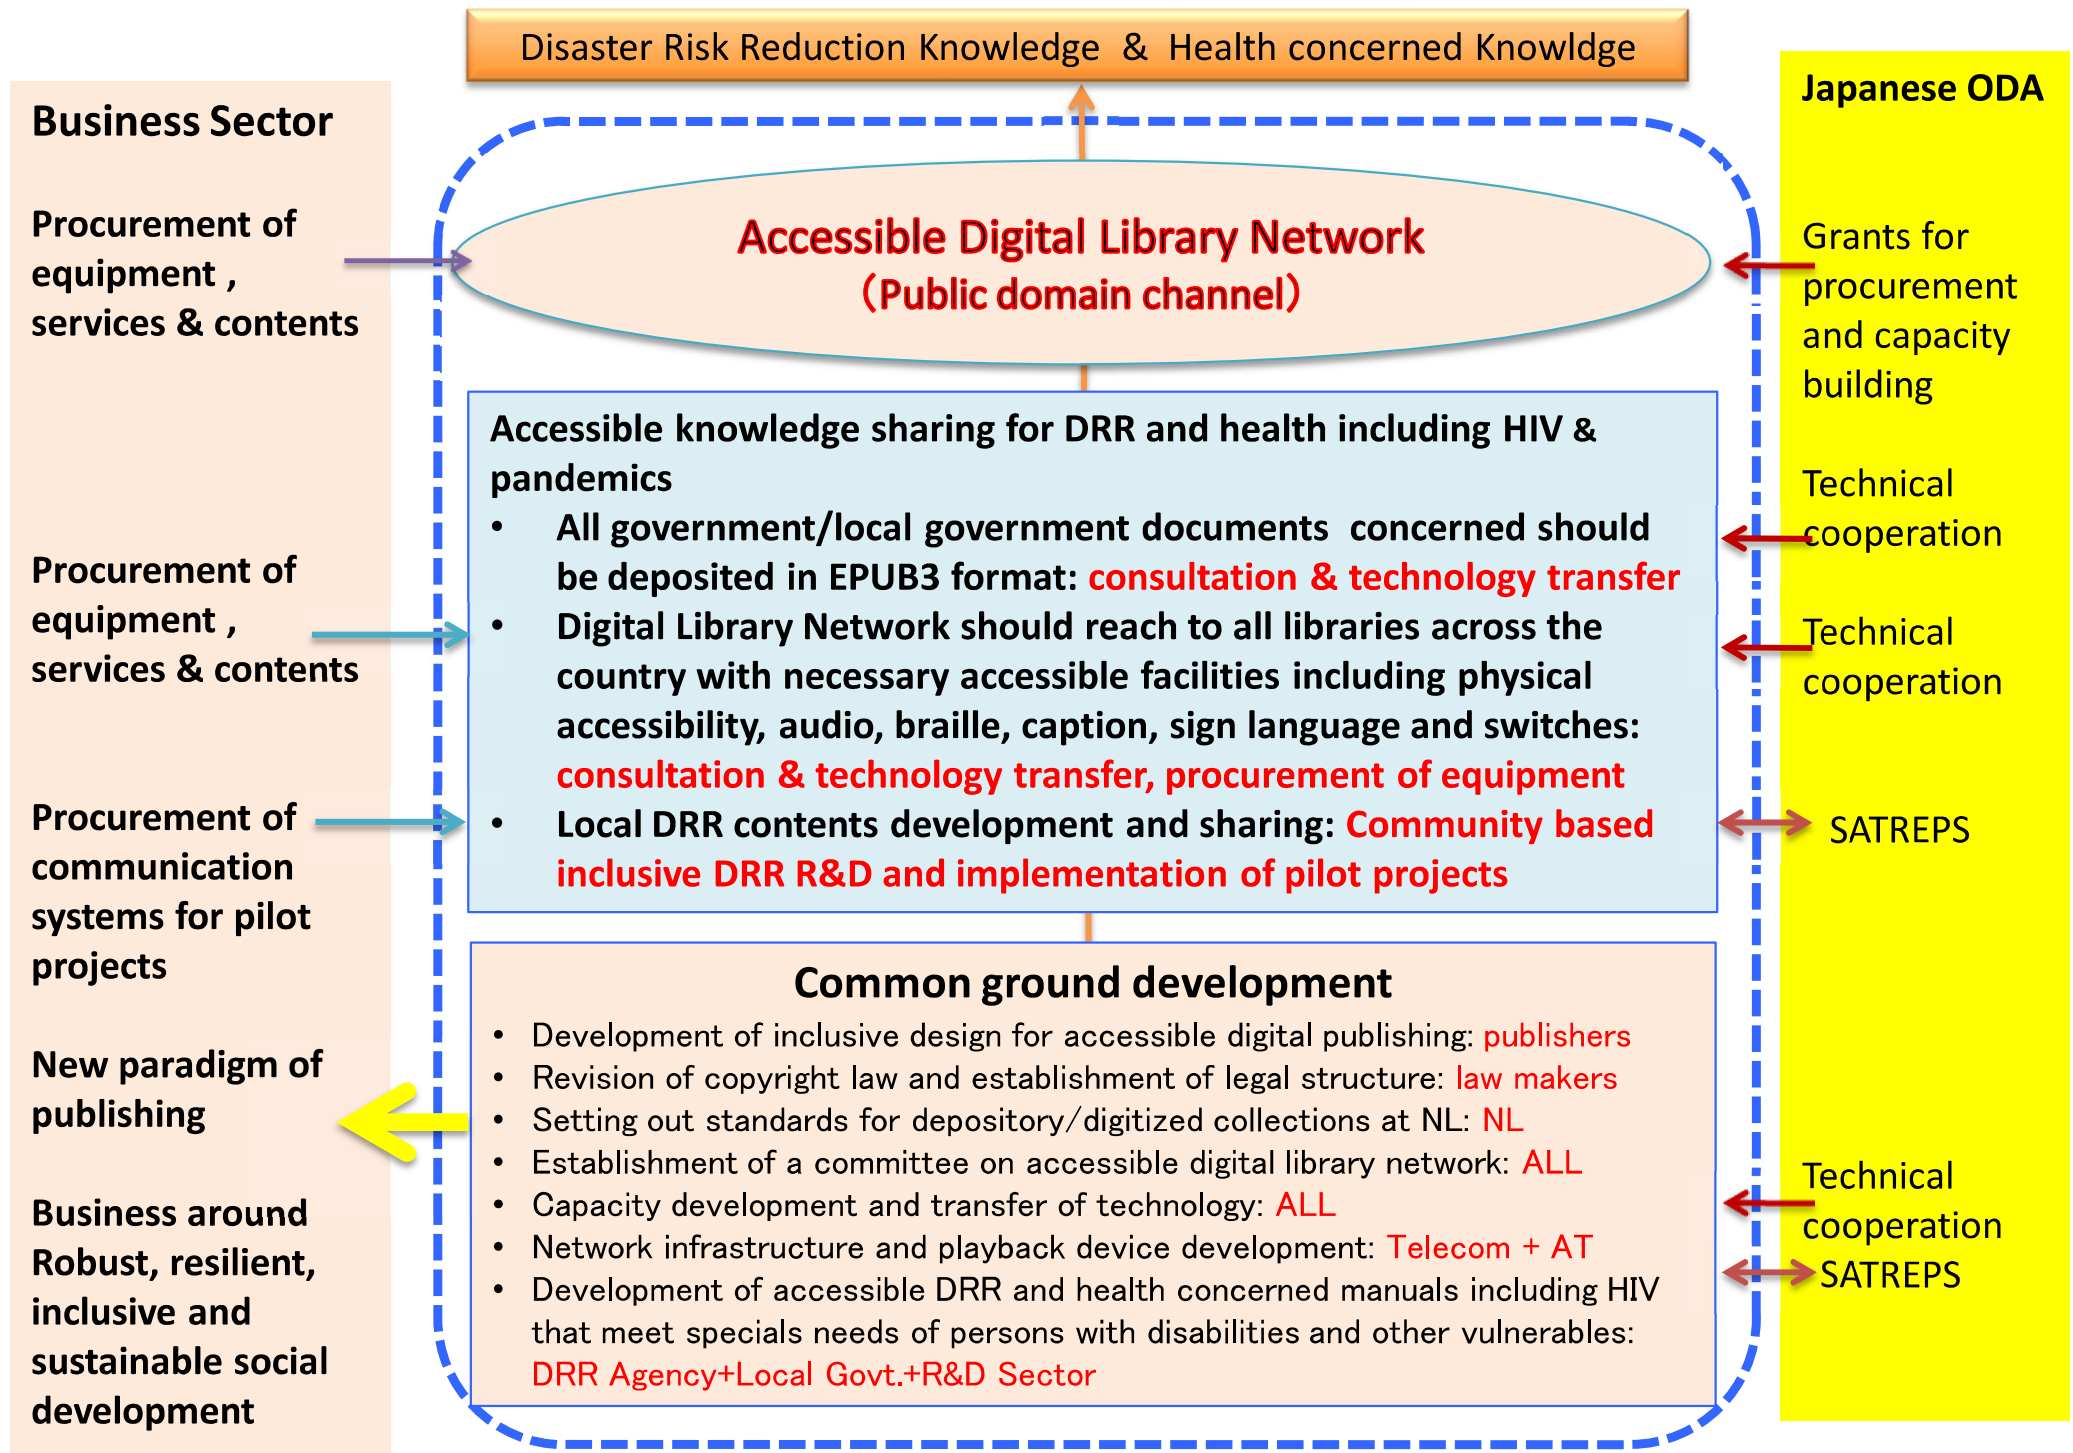 Disaster Risk Reduction Knowledge & Health concerned Knowldge
Business Sector
Procurement of
equipment ,
services & contents
Procurement of
equipment ,
services & contents
Procurement of
communication
systems for pilot
projects
New paradigm of
publishing
Business around
Robust, resilient,
inclusive and
sustainable social
development
Accessible Digital Library Network
(Public domain channel)
Accessible knowledge sharing for DRR and health including HIV &
pandemics
• All government/local government documents concerned should
be deposited in EPUB3 format: consultation & technology transfer
• Digital Library Network should reach to all libraries across the
country with necessary accessible facilities including physical
accessibility, audio, braille, caption, sign language and switches:
consultation & technology transfer, procurement of equipment
• Local DRR contents development and sharing: Community based
inclusive DRR R&D and implementation of pilot projects
Common ground development
• Development of inclusive design for accessible digital publishing: publishers
• Revision of copyright law and establishment of legal structure: law makers
• Setting out standards for depository/digitized collections at NL: NL
• Establishment of a committee on accessible digital library network: ALL
• Capacity development and transfer of technology: ALL
• Network infrastructure and playback device development: Telecom + AT
• Development of accessible DRR and health concerned manuals including HIV
that meet specials needs of persons with disabilities and other vulnerables:
DRR Agency+Local Govt.+R&D Sector
Japanese ODA
Grants for
procurement
and capacity
building
Technical
cooperation
Technical
cooperation
SATREPS
Technical
cooperation
SATREPS